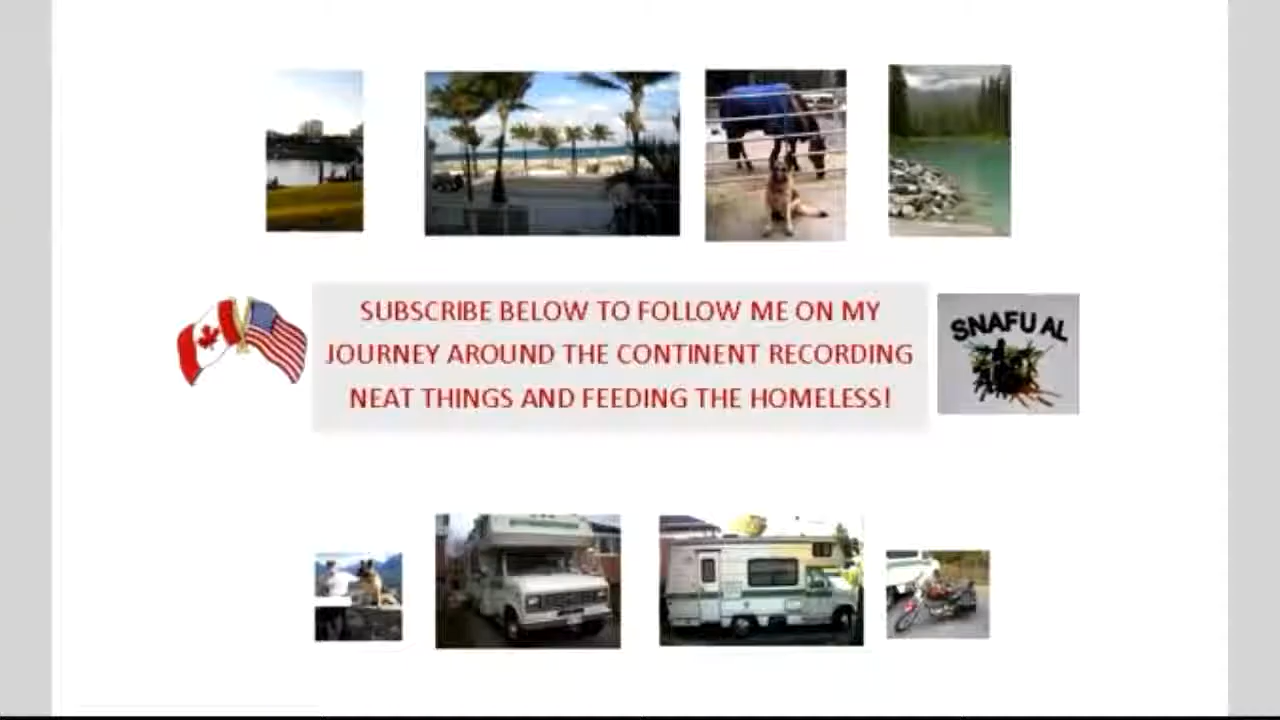 SUBSCRIBE BELOW TO FOLLOW ME ON MY
JOURNEY AROUND THE CONTINENT RECORDING
NEAT THINGS AND FEEDING THE HOMELESS!
SNAFU AL